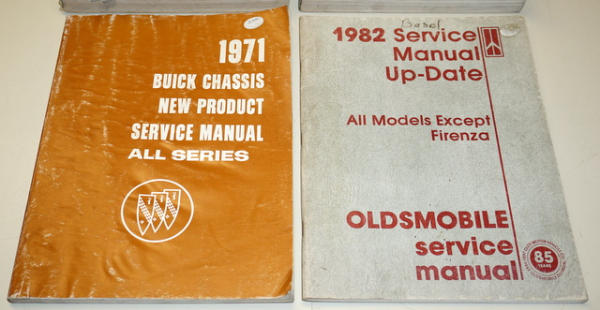 1971
BUICK CHASSIS
NEW PRODUCT
SERVICE MANUAL
ALL SERIES
1982 Service
Manual
Up-Date
All Models Except
Firenza
OLDSMOBILE
service
manual
85
YEARS